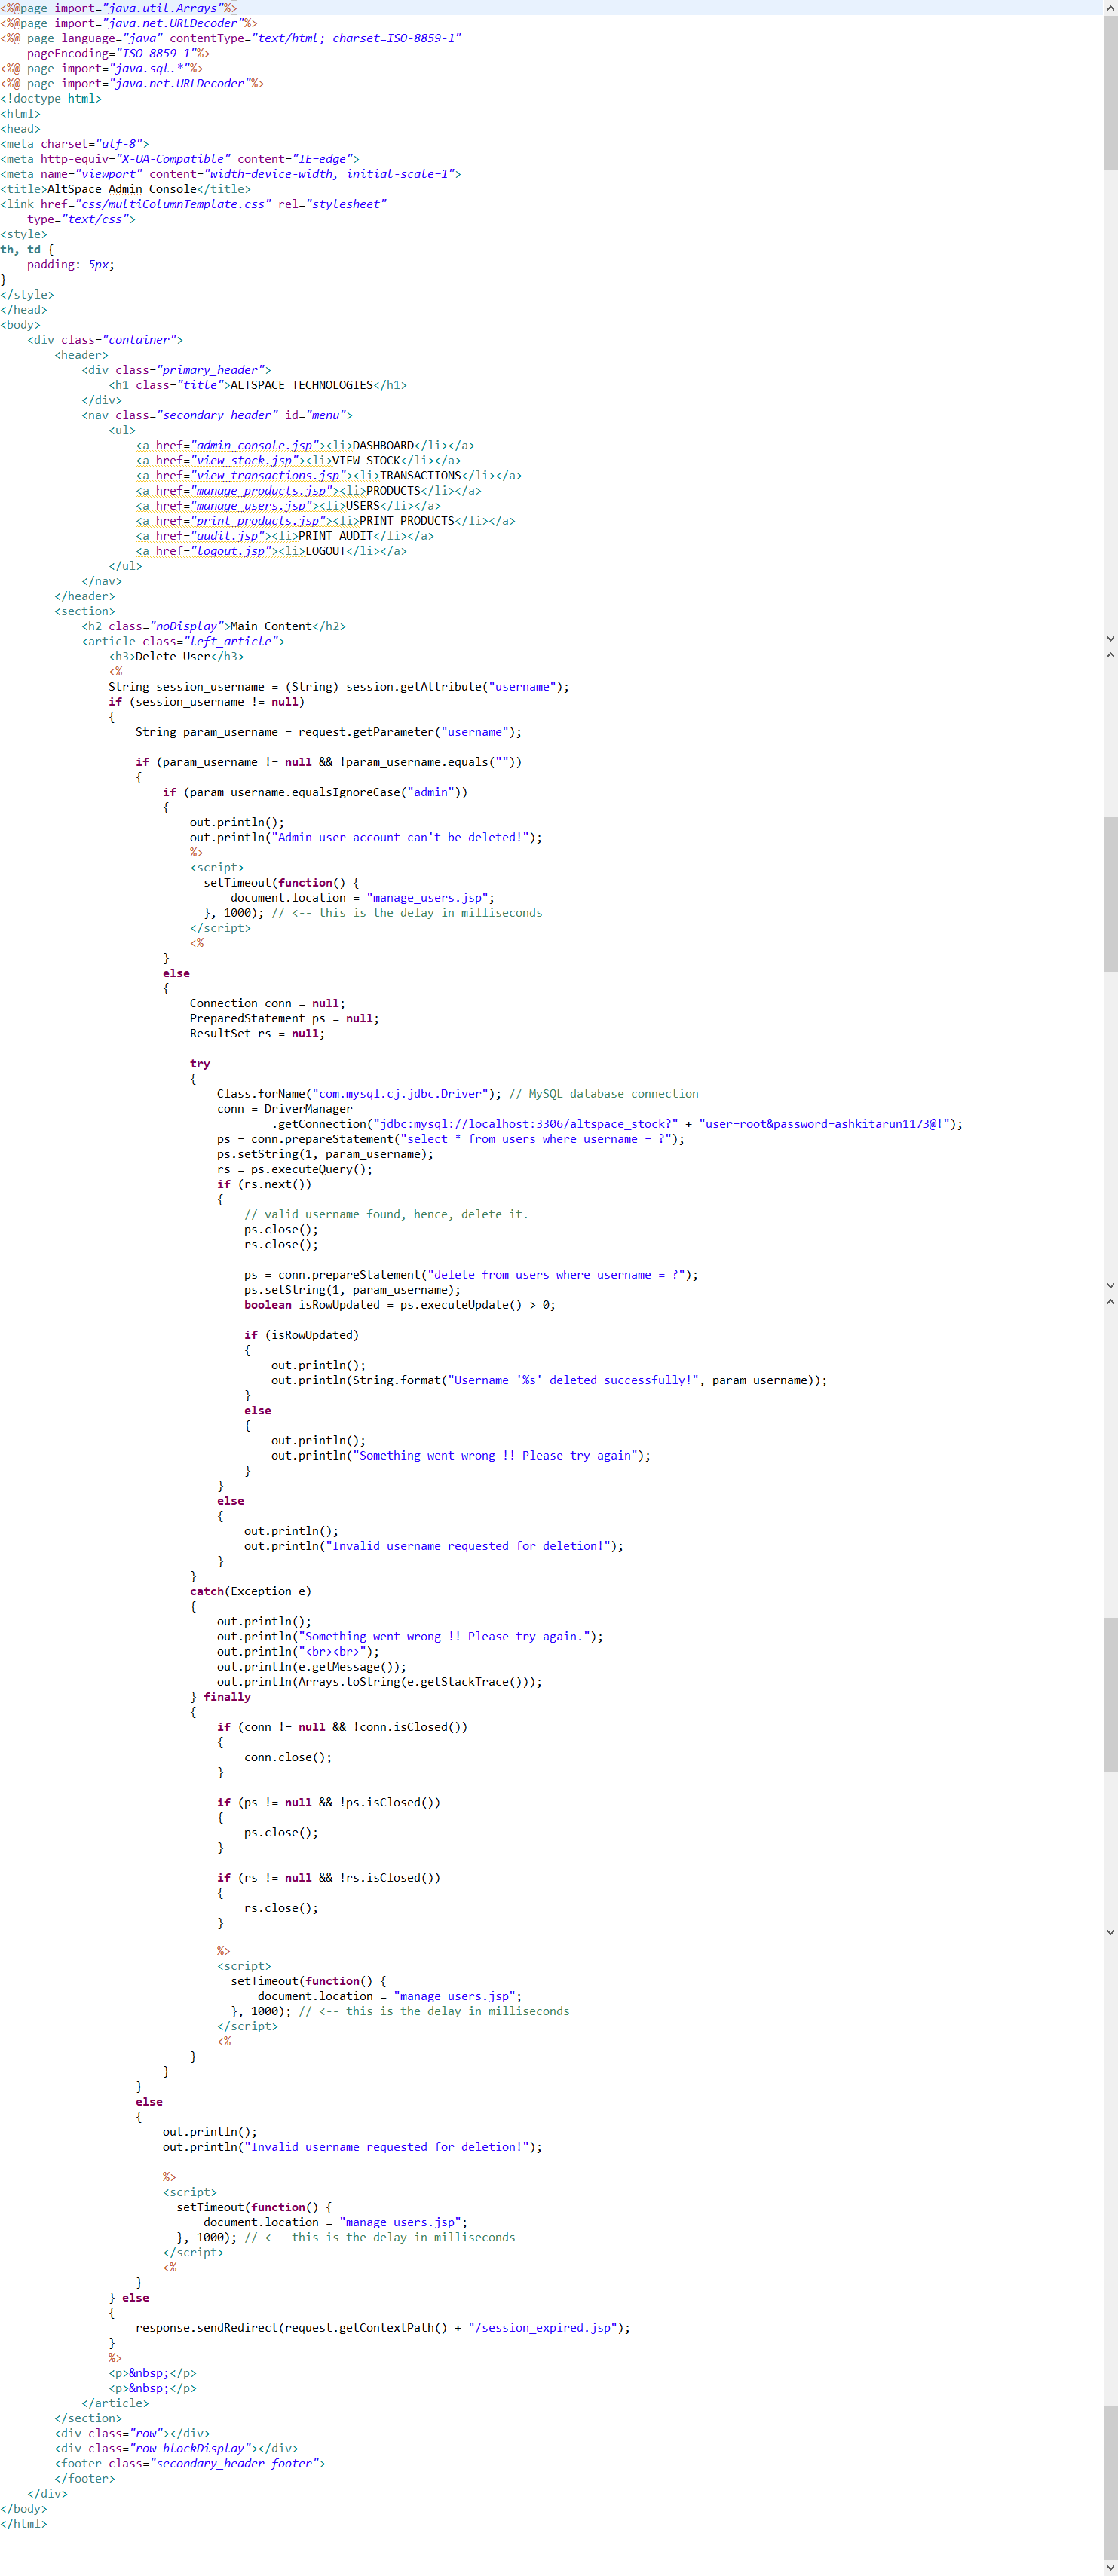 <%@page import="java.util.Arrays"%>
<%@page import="java.net.URLDecoder"%>
<%@ page language="java" contentType="text/html; charset=ISO-8859-1"
    pageEncoding="ISO-8859-1"%>
<%@ page import="java.sql.*"%>
<%@ page import="java.net.URLDecoder"%>
<!doctype html>
<html>
<head>
<meta charset="utf-8">
<meta http-equiv="X-UA-Compatible" content="IE=edge">
<meta name="viewport" content="width=device-width, initial-scale=1">
<title>AltSpace Admin Console</title>
<link href="css/multiColumnTemplate.css" rel="stylesheet"
    type="text/css">
<style>
th, td {
    padding: 5px;
}
</style>
</head>
<body>
    <div class="container">
        <header>
            <div class="primary_header">
                <h1 class="title">ALTSPACE TECHNOLOGIES</h1>
            </div>
            <nav class="secondary_header" id="menu">
                <ul>
                    <a href="admin_console.jsp"><li>DASHBOARD</li></a>
                    <a href="view_stock.jsp"><li>VIEW STOCK</li></a>
                    <a href="view_transactions.jsp"><li>TRANSACTIONS</li></a>
                    <a href="manage_products.jsp"><li>PRODUCTS</li></a>
                    <a href="manage_users.jsp"><li>USERS</li></a>
                    <a href="print_products.jsp"><li>PRINT PRODUCTS</li></a>
                    <a href="audit.jsp"><li>PRINT AUDIT</li></a>
                    <a href="logout.jsp"><li>LOGOUT</li></a>
                </ul>
            </nav>
        </header>
        <section>
            <h2 class="noDisplay">Main Content</h2>
            <article class="left_article">
                <h3>Delete User</h3>
                <%
                String session_username = (String) session.getAttribute("username");
                if (session_username != null)
                {
                    String param_username = request.getParameter("username");

                    if (param_username != null && !param_username.equals(""))
                    {
                        if (param_username.equalsIgnoreCase("admin"))
                        {
                            out.println();
                            out.println("Admin user account can't be deleted!");
                            %>
                            <script>
                              setTimeout(function() {
                                  document.location = "manage_users.jsp";
                              }, 1000); // <-- this is the delay in milliseconds
                            </script>
                            <%
                        }
                        else
                        {
                            Connection conn = null;
                            PreparedStatement ps = null;
                            ResultSet rs = null;

                            try
                            {
                                Class.forName("com.mysql.cj.jdbc.Driver"); // MySQL database connection
                                conn = DriverManager
                                        .getConnection("jdbc:mysql://localhost:3306/altspace_stock?" + "user=root&password=ashkitarun1173@!");
                                ps = conn.prepareStatement("select * from users where username = ?");
                                ps.setString(1, param_username);
                                rs = ps.executeQuery();
                                if (rs.next())
                                {
                                    // valid username found, hence, delete it.
                                    ps.close();
                                    rs.close();

                                    ps = conn.prepareStatement("delete from users where username = ?");
                                    ps.setString(1, param_username);
                                    boolean isRowUpdated = ps.executeUpdate() > 0;

                                    if (isRowUpdated)
                                    {
                                        out.println();
                                        out.println(String.format("Username '%s' deleted successfully!", param_username));
                                    }
                                    else
                                    {
                                        out.println();
                                        out.println("Something went wrong !! Please try again");
                                    }
                                }
                                else
                                {
                                    out.println();
                                    out.println("Invalid username requested for deletion!");
                                }
                            }
                            catch(Exception e)
                            {
                                out.println();
                                out.println("Something went wrong !! Please try again.");
                                out.println("<br><br>");
                                out.println(e.getMessage());
                                out.println(Arrays.toString(e.getStackTrace()));
                            } finally
                            {
                                if (conn != null && !conn.isClosed())
                                {
                                    conn.close();
                                }

                                if (ps != null && !ps.isClosed())
                                {
                                    ps.close();
                                }

                                if (rs != null && !rs.isClosed())
                                {
                                    rs.close();
                                }

                                %>
                                <script>
                                  setTimeout(function() {
                                      document.location = "manage_users.jsp";
                                  }, 1000); // <-- this is the delay in milliseconds
                                </script>
                                <%
                            }
                        }
                    }
                    else
                    {
                        out.println();
                        out.println("Invalid username requested for deletion!");

                        %>
                        <script>
                          setTimeout(function() {
                              document.location = "manage_users.jsp";
                          }, 1000); // <-- this is the delay in milliseconds
                        </script>
                        <%
                    }
                } else
                {
                    response.sendRedirect(request.getContextPath() + "/session_expired.jsp");
                }
                %>
                <p>&nbsp;</p>
                <p>&nbsp;</p>
            </article>
        </section>
        <div class="row"></div>
        <div class="row blockDisplay"></div>
        <footer class="secondary_header footer">
        </footer>
    </div>
</body>
</html>